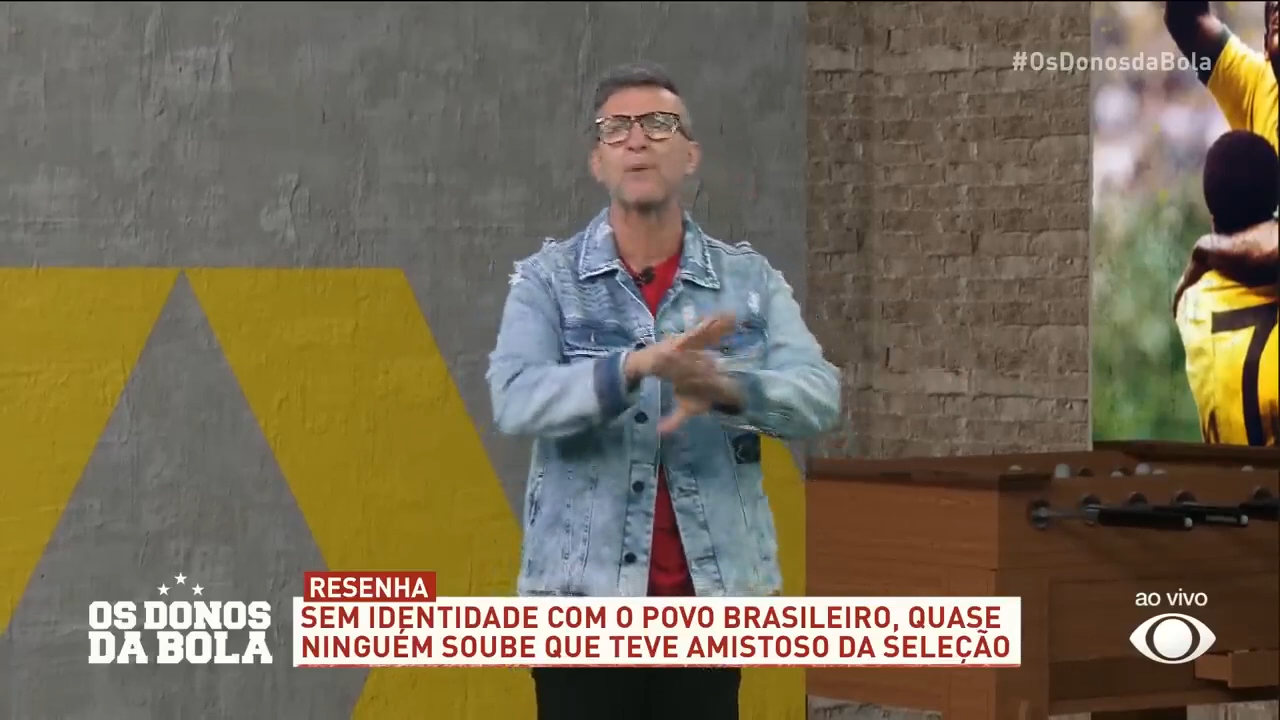 #OsDonosdaBola
RESENHA
SEM IDENTIDADE COM O POVO BRASILEIRO, QUASE
NINGUÉM SOUBE QUE TEVE AMISTOSO DA SELEÇÃO
OS DONOS
DA BOLA
ao vivo
7